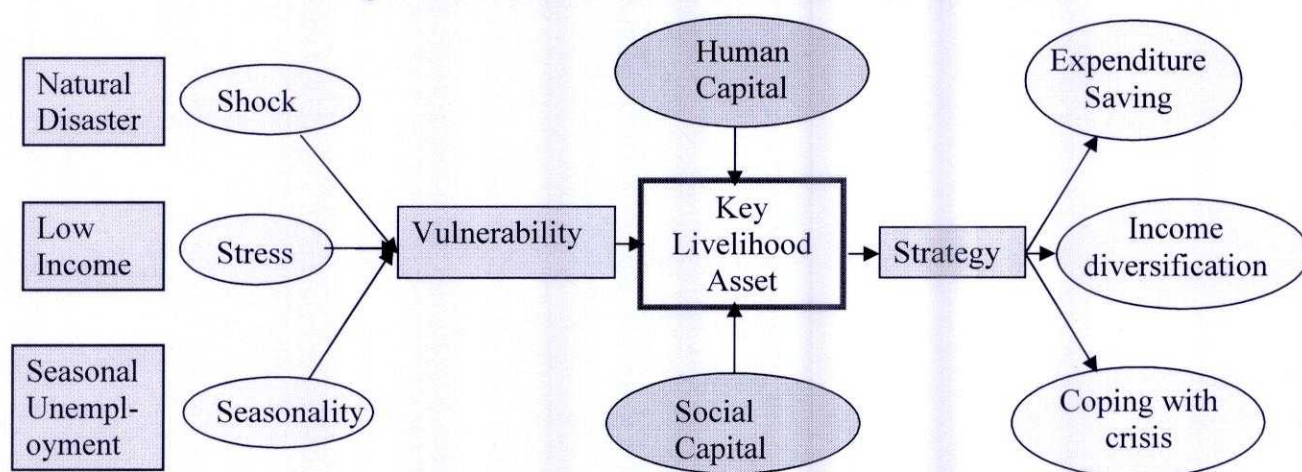 Natural
Disaster
Shock
Human
Capital
Expenditure
Saving
Low
Income
Stress
Vulnerability
Key
Livelihood
Asset
Strategy
Income
diversification
Seasonal
Unempl-
oyment
Seasonality
Social
Capital
Coping with
crisis